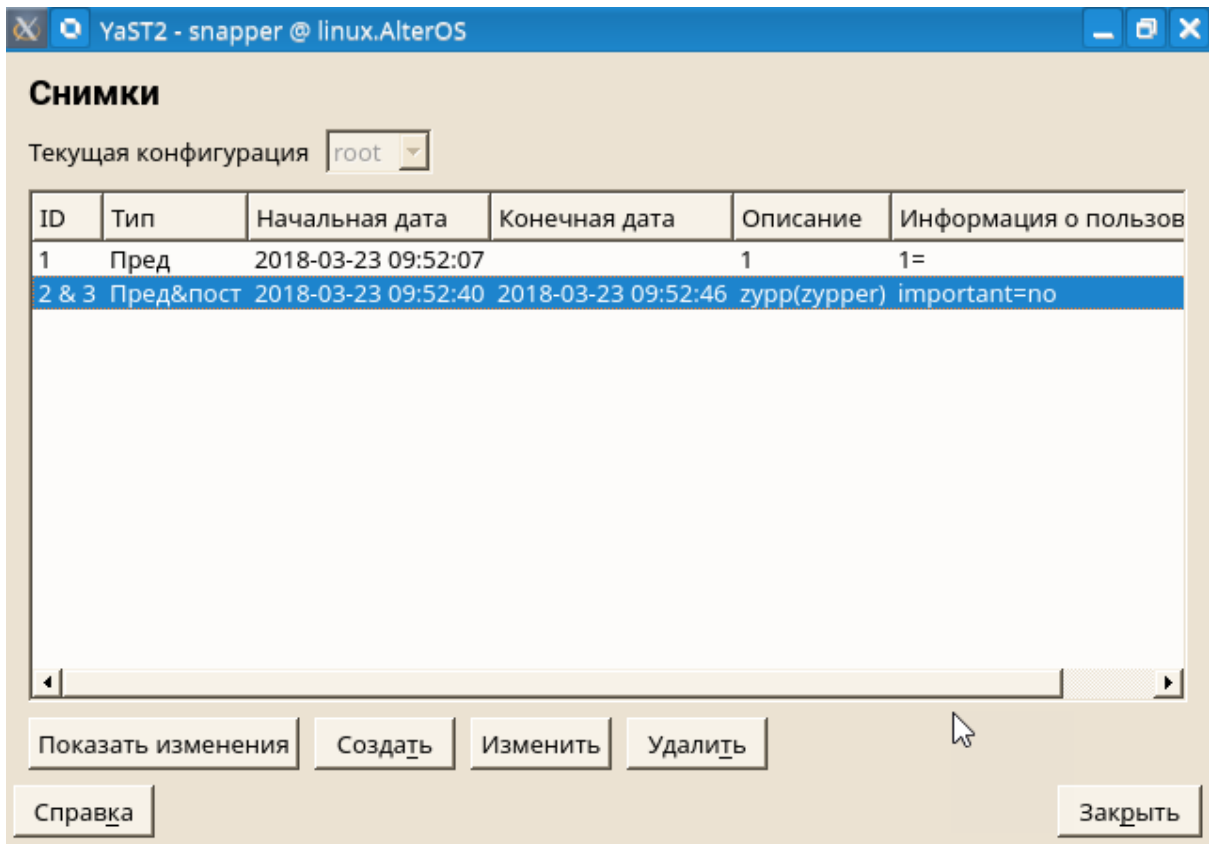 YaST2 - snapper @ linux.AlterOS
Снимки
Текущая конфигурация root
ID Тип Начальная дата Конечная дата Описание Информация о пользов
1 Пред 2018-03-23 09:52:07 1 1=
2 & 3 Пред&пост 2018-03-23 09:52:40 2018-03-23 09:52:46 zypp(zypper) important=no
Показать изменения Создать Изменить Удалить
Справка Закрыть